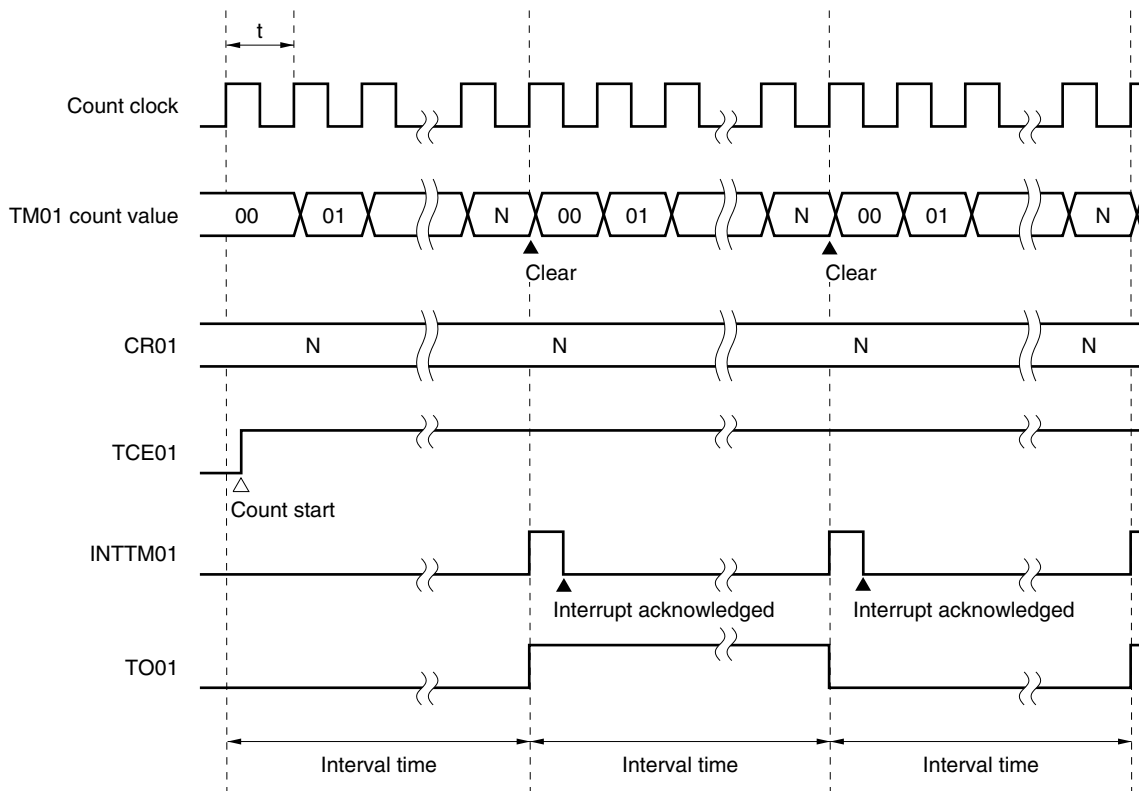 t
Count clock
TM01 count value 00 01 N 00 01 N 00 01 N
Clear Clear
CR01 N N N N
TCE01
Count start
INTTM01
Interrupt acknowledged Interrupt acknowledged
TO01
Interval time Interval time Interval time